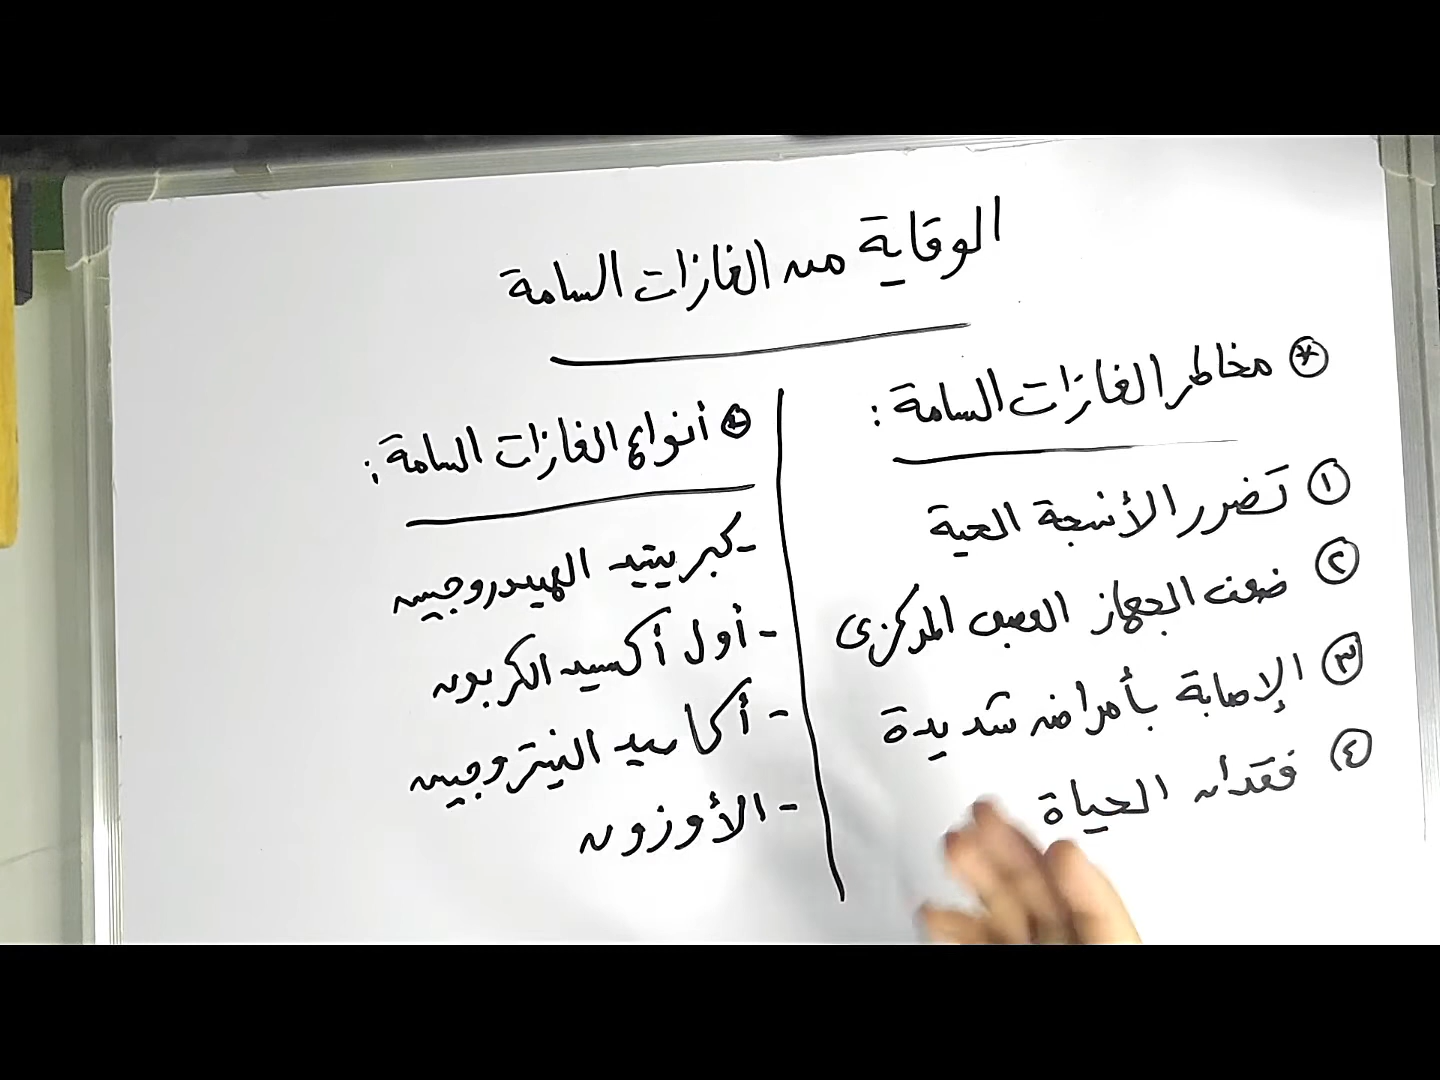 الوقاية من الغازات السامة
* مخاطر الغازات السامة :
١ تضرر الأنسجة الحية
٢ ضعف الجهاز العصبي المركزي
٣ الإصابة بأمراض شديدة
٤ فقدان الحياة
* أنواع الغازات السامة :
- كبريتيد الهيدروجين
- أول أكسيد الكربون
- أكاسيد النيتروجين
- الأوزون